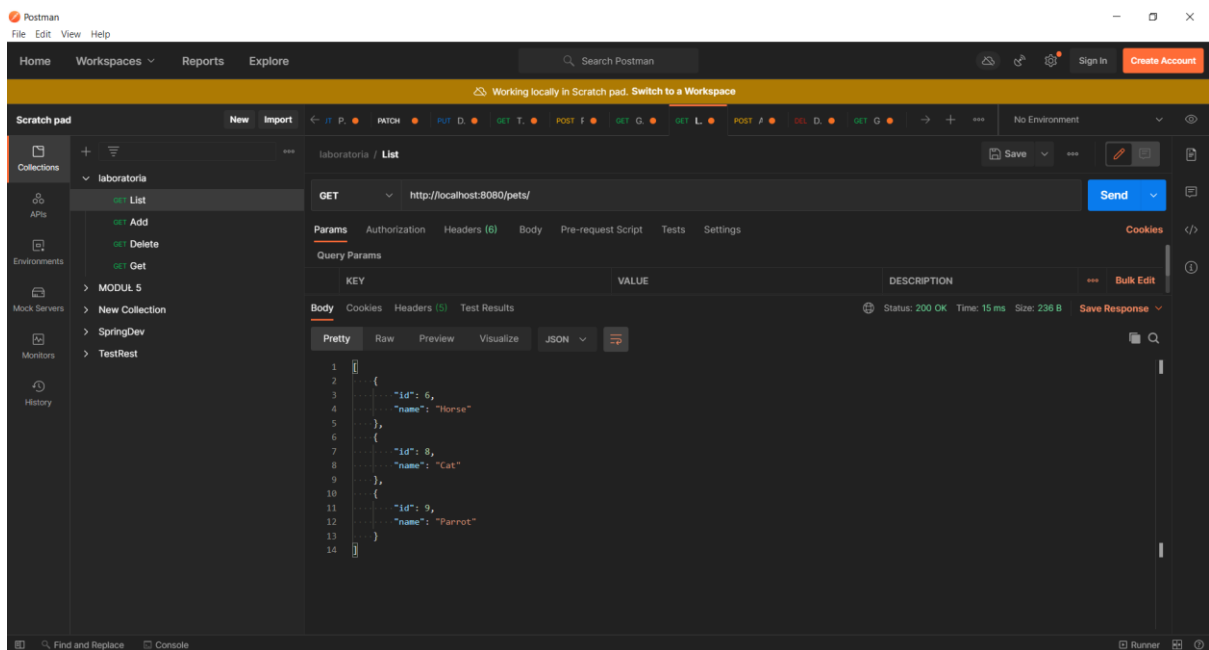 Postman
File Edit View Help
Home Workspaces Reports Explore Search Postman Sign In Create Account
Working locally in Scratch pad. Switch to a Workspace
Scratch pad New Import P. PATCH PUT D. GET T. POST F GET G. GET L. POST A DEL D. GET G No Environment
Collections
APIs
Environments
Mock Servers
Monitors
History
laboratoria
GET List
GET Add
GET Delete
GET Get
MODUŁ 5
New Collection
SpringDev
TestRest
laboratoria / List Save
GET http://localhost:8080/pets/ Send
Params Authorization Headers (6) Body Pre-request Script Tests Settings Cookies
Query Params
KEY VALUE DESCRIPTION Bulk Edit
Body Cookies Headers (5) Test Results Status: 200 OK Time: 15 ms Size: 236 B Save Response
Pretty Raw Preview Visualize JSON
1 [
2 {
3 "id": 6,
4 "name": "Horse"
5 },
6 {
7 "id": 8,
8 "name": "Cat"
9 },
10 {
11 "id": 9,
12 "name": "Parrot"
13 }
14 ]
Find and Replace Console Runner